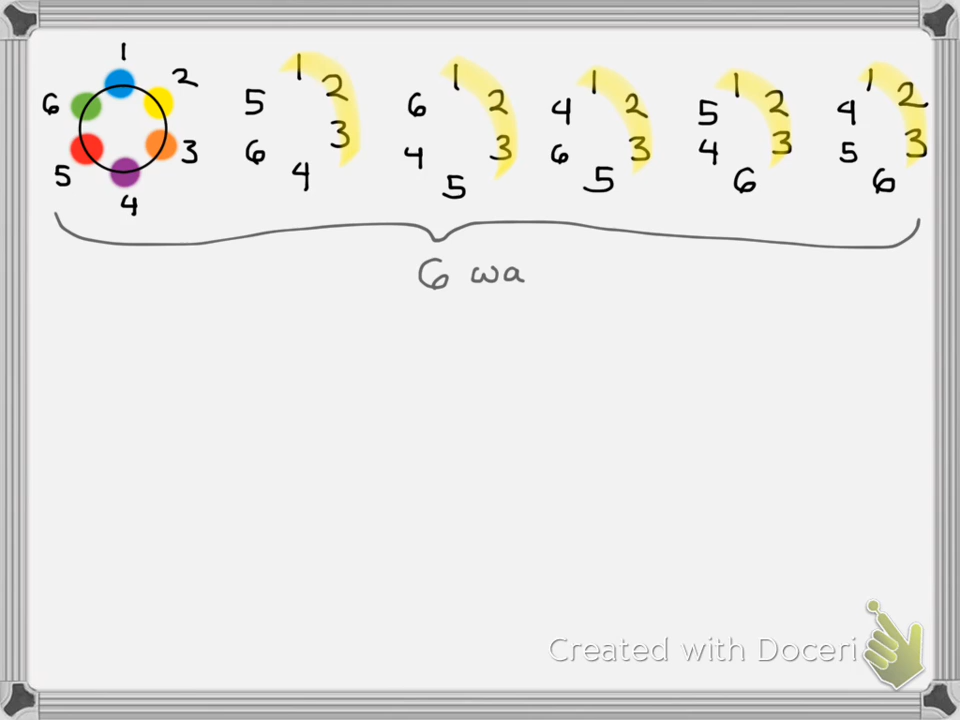 1 1 1 1 1 1
6 2 5 2 6 2 4 2 5 2 4 2
5 3 6 3 4 3 6 3 4 3 5 3
4 4 5 5 6 6
6 wa
Created with Doceri